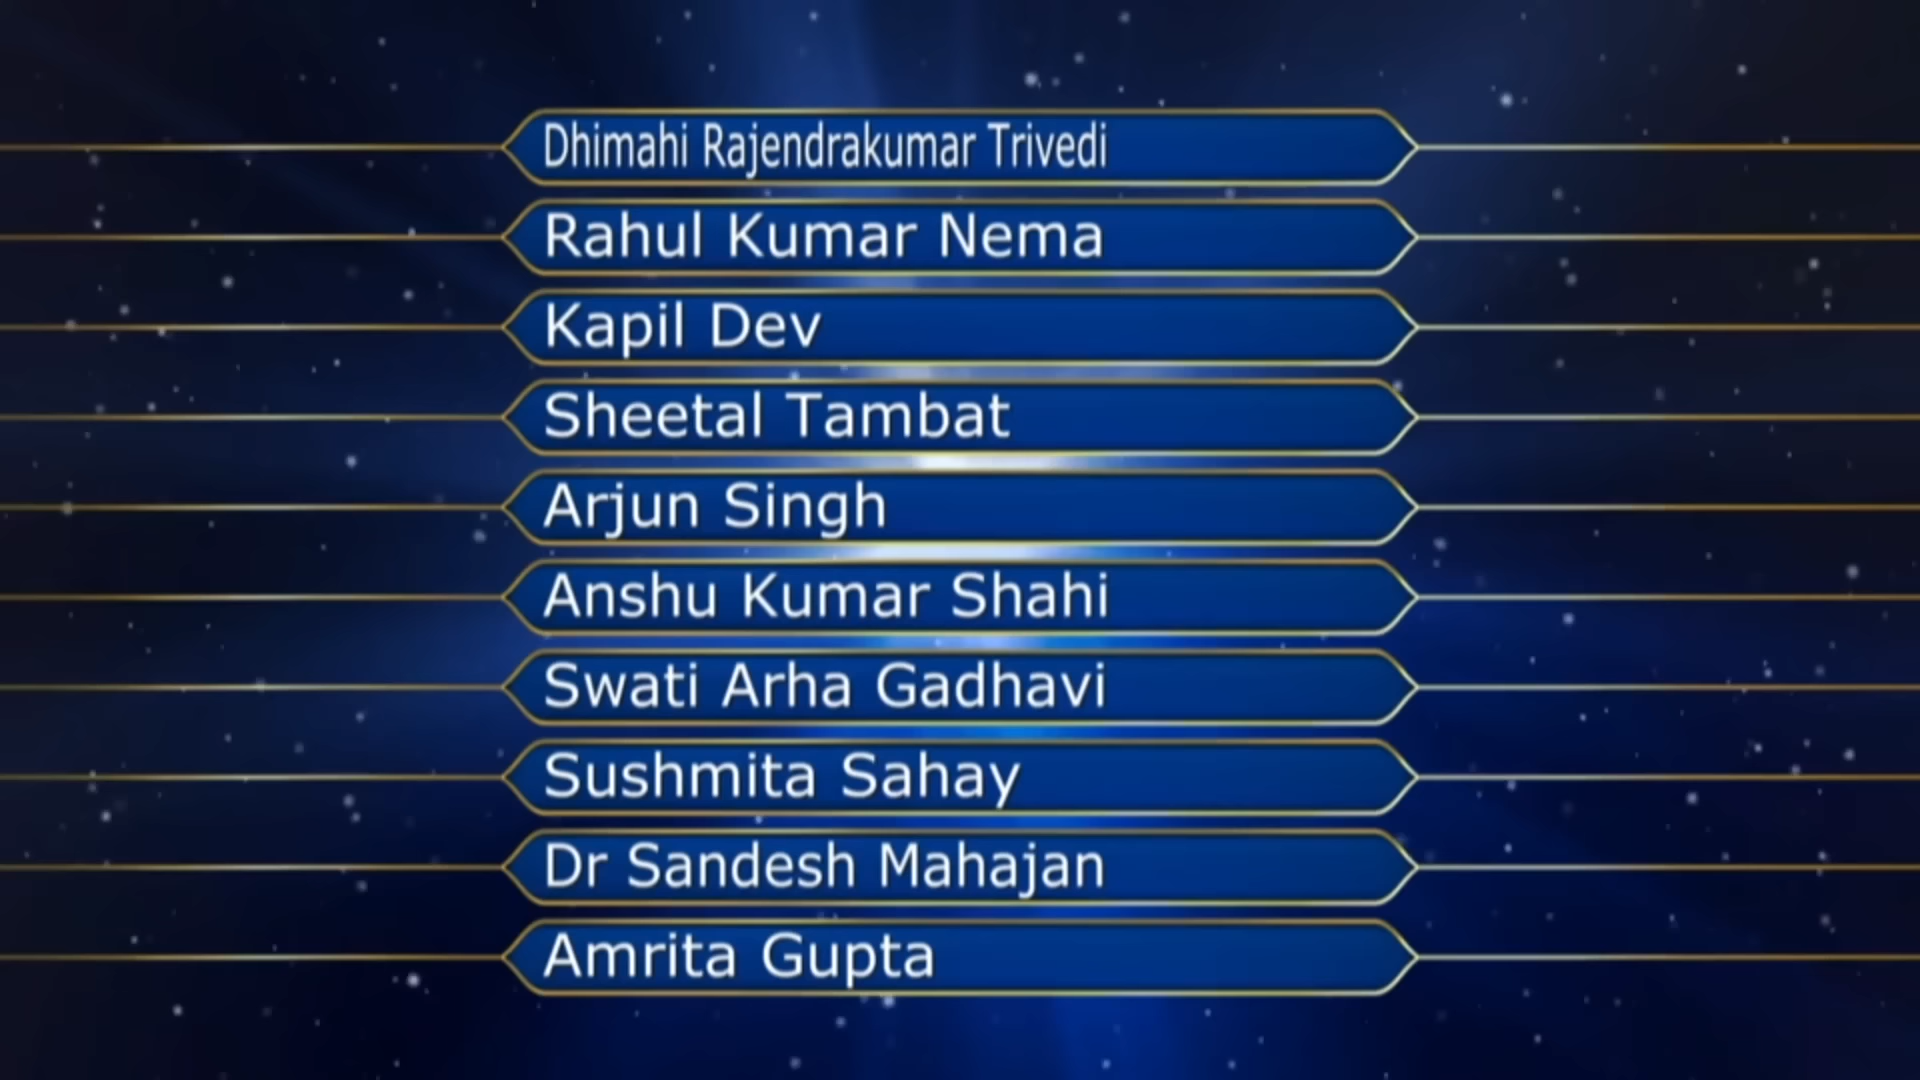 Dhimahi Rajendrakumar Trivedi
Rahul Kumar Nema
Kapil Dev
Sheetal Tambat
Arjun Singh
Anshu Kumar Shahi
Swati Arha Gadhavi
Sushmita Sahay
Dr Sandesh Mahajan
Amrita Gupta